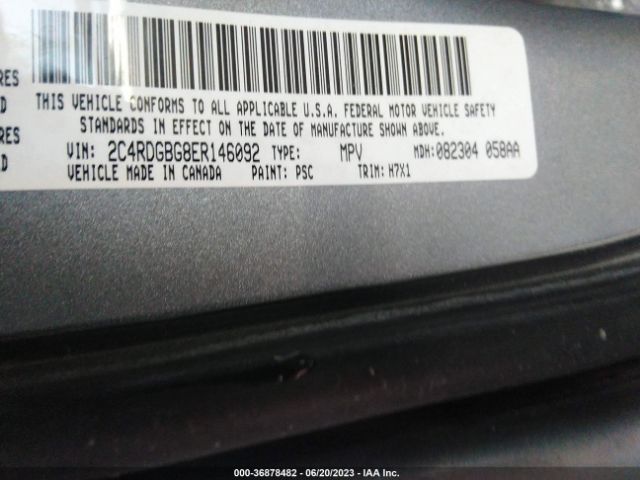 RES
D
RES
D
THIS VEHICLE CONFORMS TO ALL APPLICABLE U.S.A. FEDERAL MOTOR VEHICLE SAFETY
STANDARDS IN EFFECT ON THE DATE OF MANUFACTURE SHOWN ABOVE.
VIN: 2C4RDGBG8ER146092 TYPE: MPV MDH:082304 058AA
VEHICLE MADE IN CANADA PAINT: PSC TRIM:H7X1
000-36878482 - 06/20/2023 - IAA Inc.